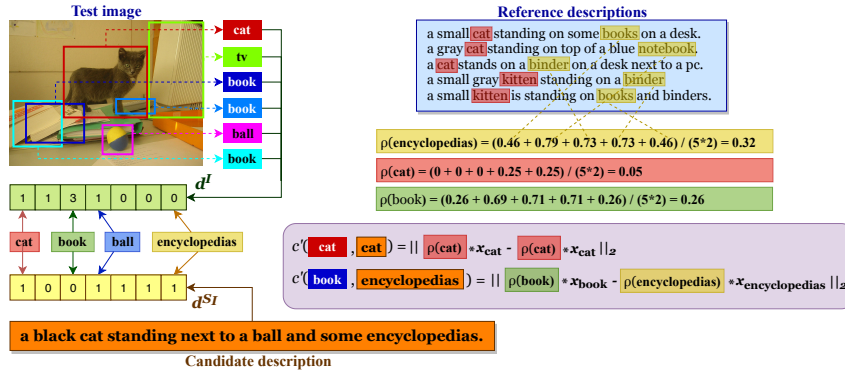 Test image
cat
tv
book
book
ball
book
d^I
1 1 3 1 0 0 0
cat book ball encyclopedias
1 0 0 1 1 1 1
d^{S_I}
a black cat standing next to a ball and some encyclopedias.
Candidate description
Reference descriptions
a small cat standing on some books on a desk.
a gray cat standing on top of a blue notebook.
a cat stands on a binder on a desk next to a pc.
a small gray kitten standing on a binder
a small kitten is standing on books and binders.
ρ(encyclopedias) = (0.46 + 0.79 + 0.73 + 0.73 + 0.46) / (5*2) = 0.32
ρ(cat) = (0 + 0 + 0 + 0.25 + 0.25) / (5*2) = 0.05
ρ(book) = (0.26 + 0.69 + 0.71 + 0.71 + 0.26) / (5*2) = 0.26
c'( cat , cat ) = || ρ(cat) * x_cat - ρ(cat) * x_cat ||_2
c'( book , encyclopedias ) = || ρ(book) * x_book - ρ(encyclopedias) * x_encyclopedias ||_2